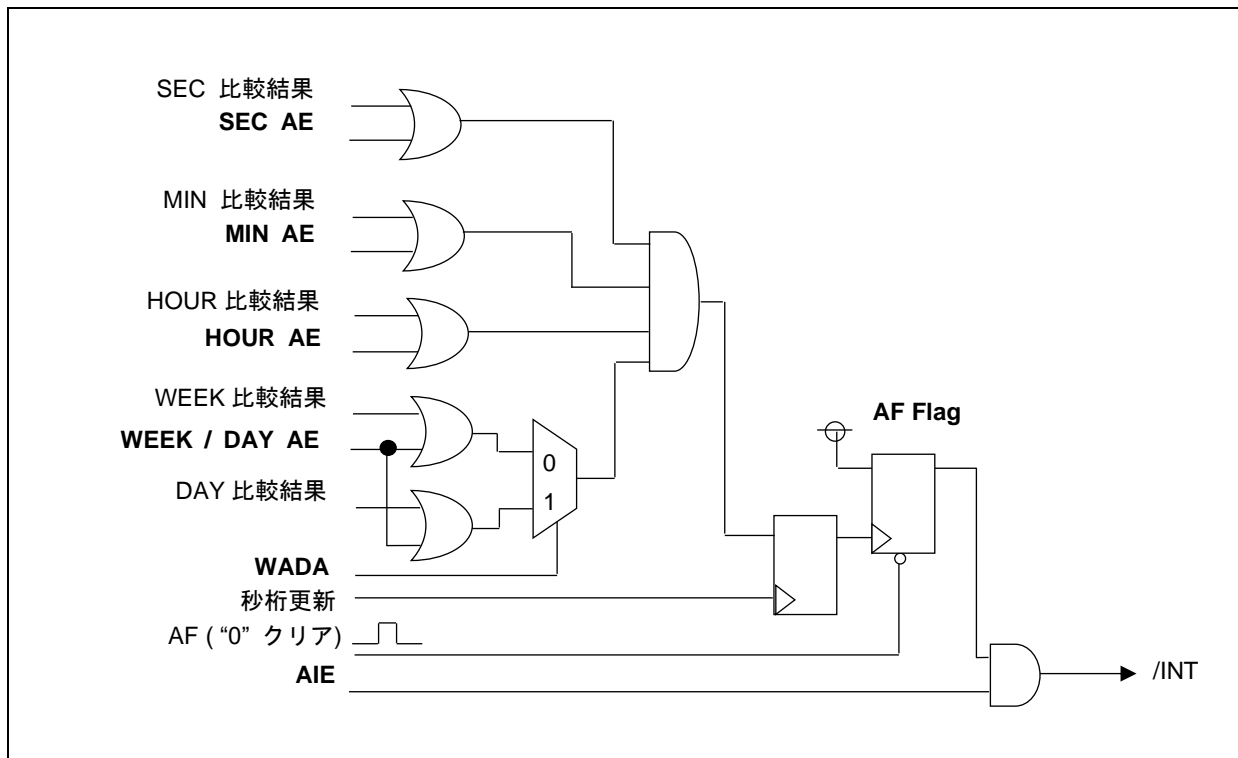 SEC 比較結果
SEC AE
MIN 比較結果
MIN AE
HOUR 比較結果
HOUR AE
WEEK 比較結果
WEEK / DAY AE
DAY 比較結果
0
1
AF Flag
WADA
秒桁更新
AF ( “0” クリア)
AIE
/INT